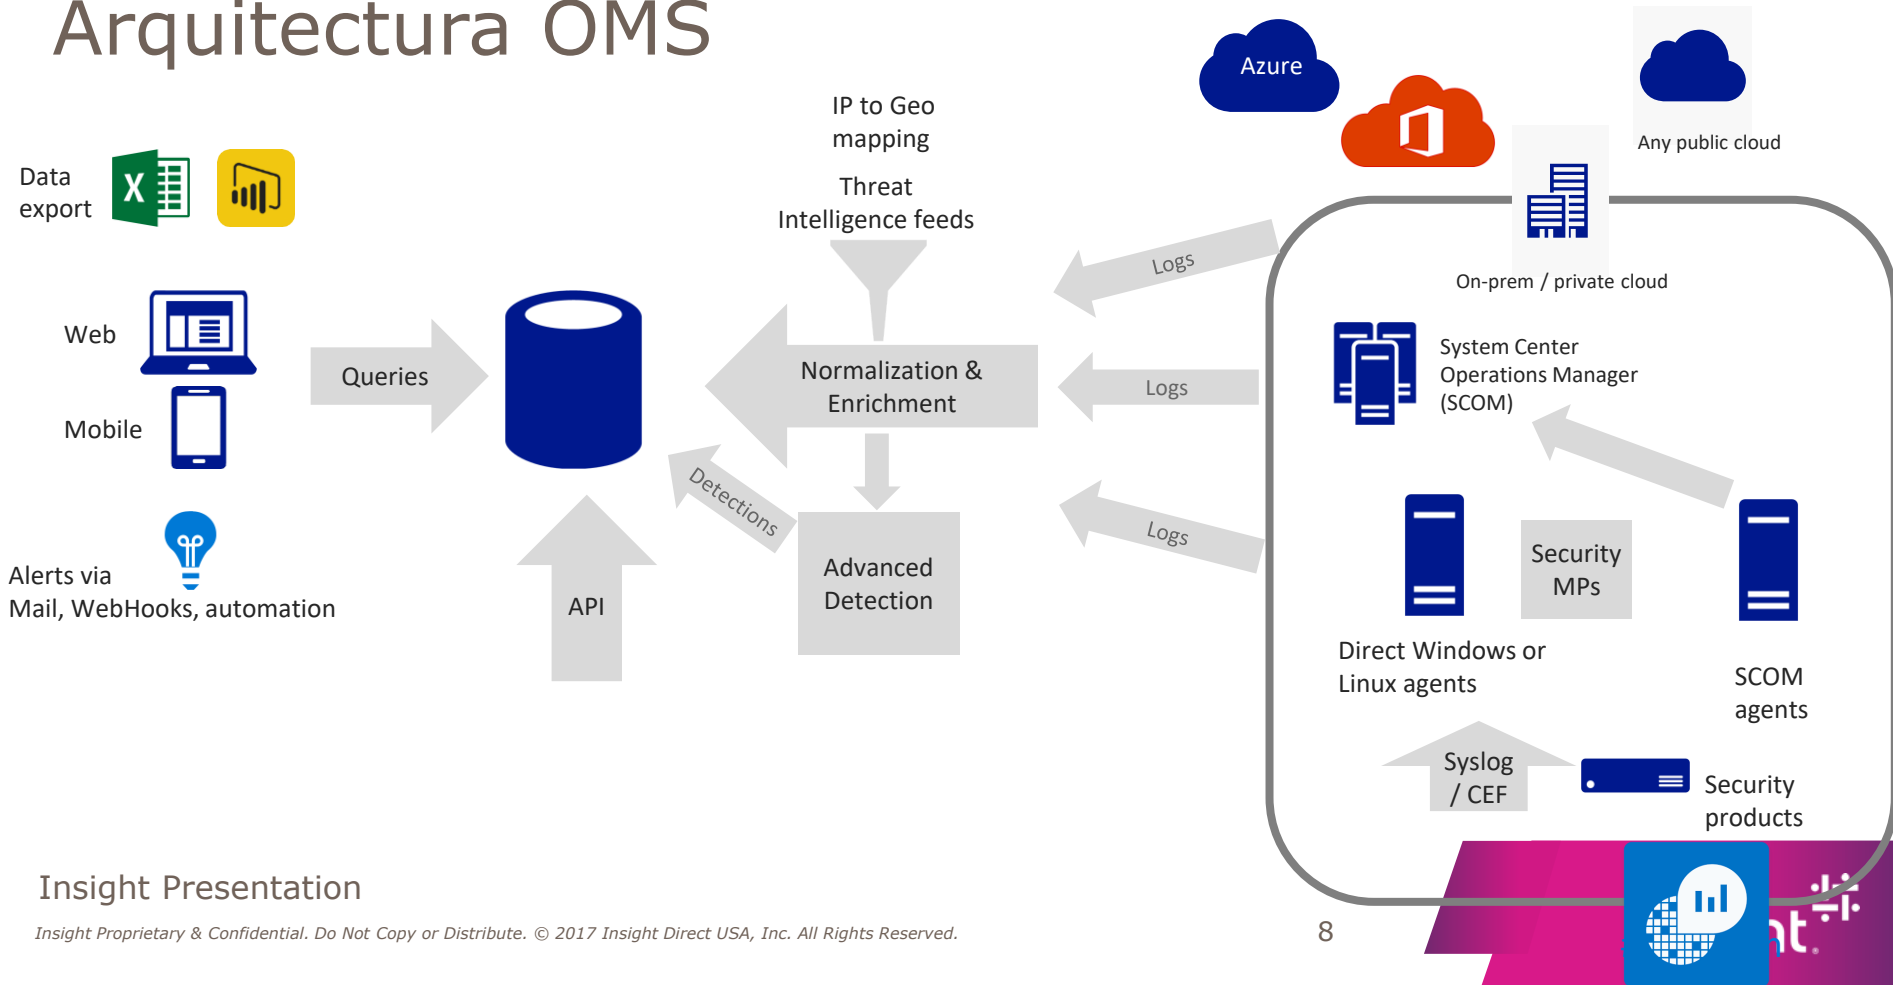 Arquitectura OMS
Azure
Any public cloud
IP to Geo
mapping
Threat
Intelligence feeds
Data
export
X
On-prem / private cloud
Logs
Web
Queries
Normalization &
Enrichment
Logs
System Center
Operations Manager
(SCOM)
Mobile
Detections
Logs
Alerts via
Mail, WebHooks, automation
API
Advanced
Detection
Security
MPs
Direct Windows or
Linux agents
SCOM
agents
Syslog
/ CEF
Security
products
Insight Presentation
Insight Proprietary & Confidential. Do Not Copy or Distribute. © 2017 Insight Direct USA, Inc. All Rights Reserved.
8